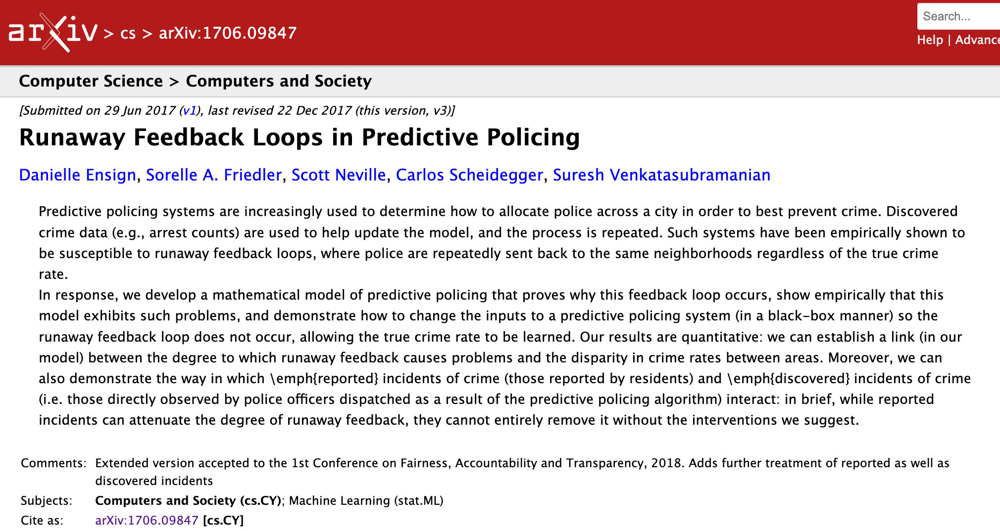 arXiv > cs > arXiv:1706.09847
Search...
Help | Advance
Computer Science > Computers and Society
[Submitted on 29 Jun 2017 (v1), last revised 22 Dec 2017 (this version, v3)]
Runaway Feedback Loops in Predictive Policing
Danielle Ensign, Sorelle A. Friedler, Scott Neville, Carlos Scheidegger, Suresh Venkatasubramanian
Predictive policing systems are increasingly used to determine how to allocate police across a city in order to best prevent crime. Discovered
crime data (e.g., arrest counts) are used to help update the model, and the process is repeated. Such systems have been empirically shown to
be susceptible to runaway feedback loops, where police are repeatedly sent back to the same neighborhoods regardless of the true crime
rate.
In response, we develop a mathematical model of predictive policing that proves why this feedback loop occurs, show empirically that this
model exhibits such problems, and demonstrate how to change the inputs to a predictive policing system (in a black-box manner) so the
runaway feedback loop does not occur, allowing the true crime rate to be learned. Our results are quantitative: we can establish a link (in our
model) between the degree to which runaway feedback causes problems and the disparity in crime rates between areas. Moreover, we can
also demonstrate the way in which \emph{reported} incidents of crime (those reported by residents) and \emph{discovered} incidents of crime
(i.e. those directly observed by police officers dispatched as a result of the predictive policing algorithm) interact: in brief, while reported
incidents can attenuate the degree of runaway feedback, they cannot entirely remove it without the interventions we suggest.
Comments: Extended version accepted to the 1st Conference on Fairness, Accountability and Transparency, 2018. Adds further treatment of reported as well as
discovered incidents
Subjects: Computers and Society (cs.CY); Machine Learning (stat.ML)
Cite as: arXiv:1706.09847 [cs.CY]